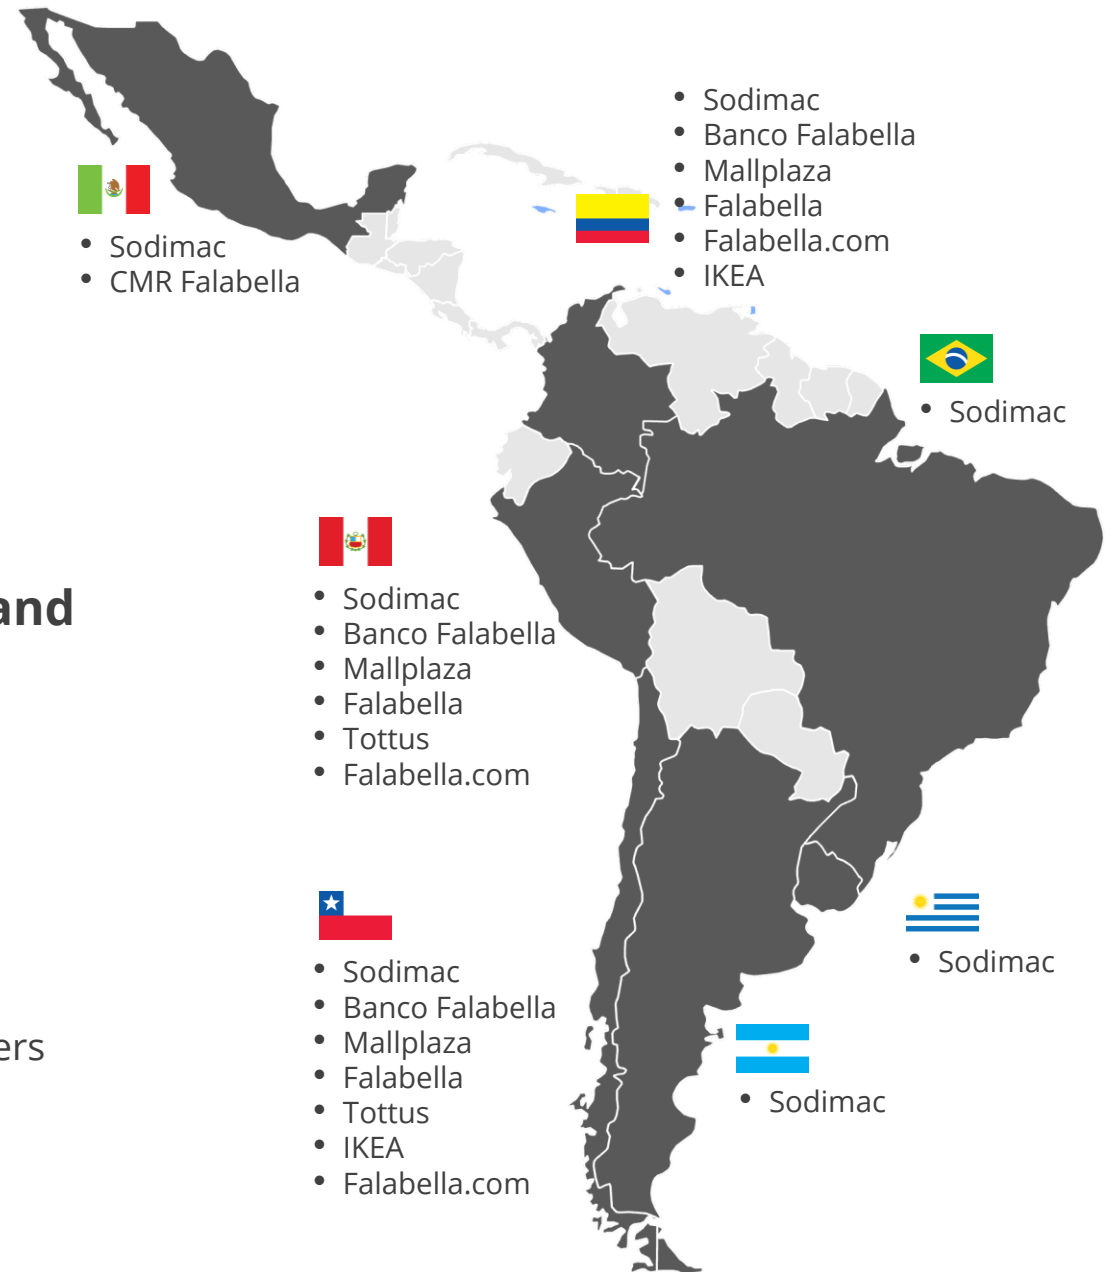 • Sodimac
• Banco Falabella
• Mallplaza
• Falabella
• Falabella.com
• IKEA
• Sodimac
• CMR Falabella
• Sodimac
and
• Sodimac
• Banco Falabella
• Mallplaza
• Falabella
• Tottus
• Falabella.com
• Sodimac
• Sodimac
• Banco Falabella
• Mallplaza
• Falabella
• Tottus
• IKEA
• Falabella.com
ers
• Sodimac